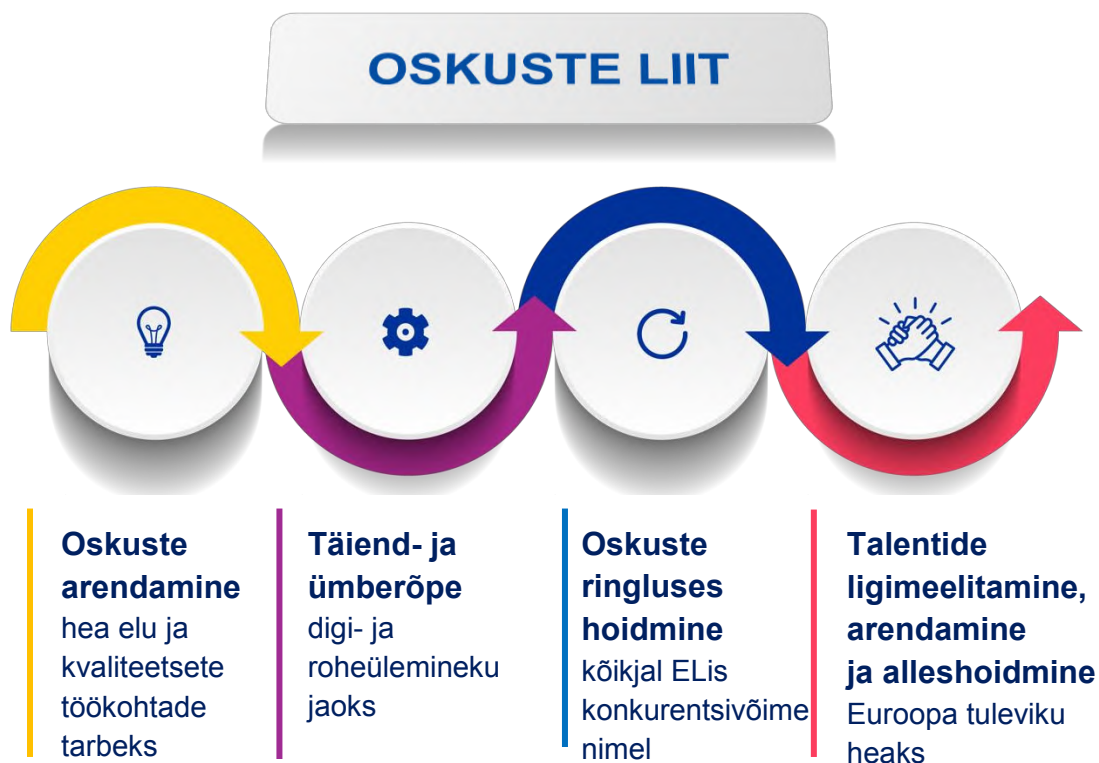 OSKUSTE LIIT
Oskuste
arendamine
hea elu ja
kvaliteetsete
töökohtade
tarbeks
Täiend- ja
ümberõpe
digi- ja
roheülemineku
jaoks
Oskuste
ringluses
hoidmine
kõikjal ELis
konkurentsivõime
nimel
Talentide
ligimeelitamine,
arendamine
ja alleshoidmine
Euroopa tuleviku
heaks